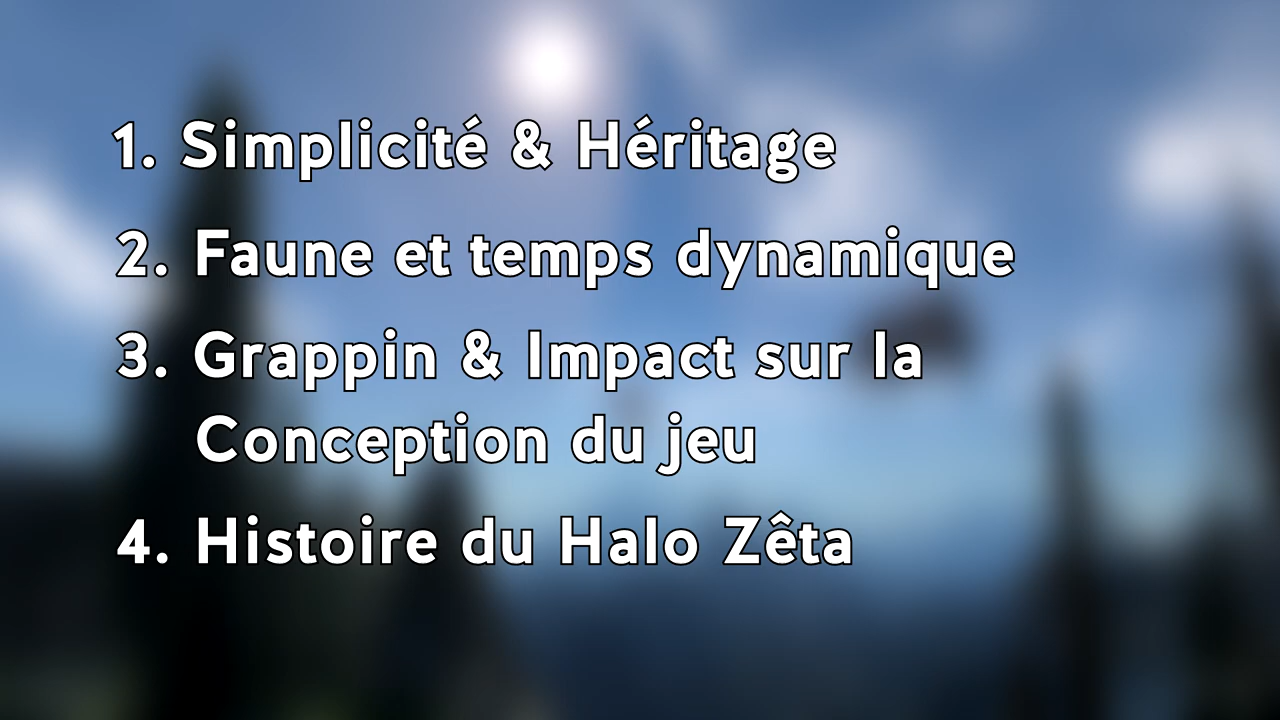 1. Simplicité & Héritage
2. Faune et temps dynamique
3. Grappin & Impact sur la
Conception du jeu
4. Histoire du Halo Zêta